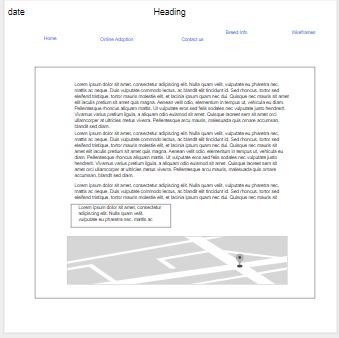 date
Heading
Home
Online Adoption
Contact us
Breed Info.
Wireframes
Lorem ipsum dolor sit amet, consectetur adipiscing elit. Nulla quam velit, vulputate eu pharetra nec,
mattis ac neque. Duis vulputate commodo lectus, ac blandit elit tincidunt id. Sed rhoncus, tortor sed
eleifend tristique, tortor mauris molestie elit, et lacinia ipsum quam nec dui. Quisque nec mauris sit amet
elit iaculis pretium sit amet quis magna. Aenean velit odio, elementum in tempus ut, vehicula eu diam.
Pellentesque rhoncus aliquam mattis. Ut vulputate eros sed felis sodales nec vulputate justo hendrerit.
Vivamus varius pretium ligula, a aliquam odio euismod sit amet. Quisque laoreet sem sit amet orci
ullamcorper at ultricies metus viverra. Pellentesque arcu mauris, malesuada quis ornare accumsan,
blandit sed diam.
Lorem ipsum dolor sit amet, consectetur adipiscing elit. Nulla quam velit, vulputate eu pharetra nec,
mattis ac neque. Duis vulputate commodo lectus, ac blandit elit tincidunt id. Sed rhoncus, tortor sed
eleifend tristique, tortor mauris molestie elit, et lacinia ipsum quam nec dui. Quisque nec mauris sit
amet elit iaculis pretium sit amet quis magna. Aenean velit odio, elementum in tempus ut, vehicula eu
diam. Pellentesque rhoncus aliquam mattis. Ut vulputate eros sed felis sodales nec vulputate justo
hendrerit. Vivamus varius pretium ligula, a aliquam odio euismod sit amet. Quisque laoreet sem sit
amet orci ullamcorper at ultricies metus viverra. Pellentesque arcu mauris, malesuada quis ornare
accumsan, blandit sed diam.
Lorem ipsum dolor sit amet, consectetur adipiscing elit. Nulla quam velit, vulputate eu pharetra nec,
mattis ac neque. Duis vulputate commodo lectus, ac blandit elit tincidunt id. Sed rhoncus, tortor sed
eleifend tristique, tortor mauris molestie elit, et lacinia ipsum quam nec dui. Quisque nec mauris sit
Lorem ipsum dolor sit amet, consectetur
adipiscing elit. Nulla quam velit,
vulputate eu pharetra nec, mattis ac